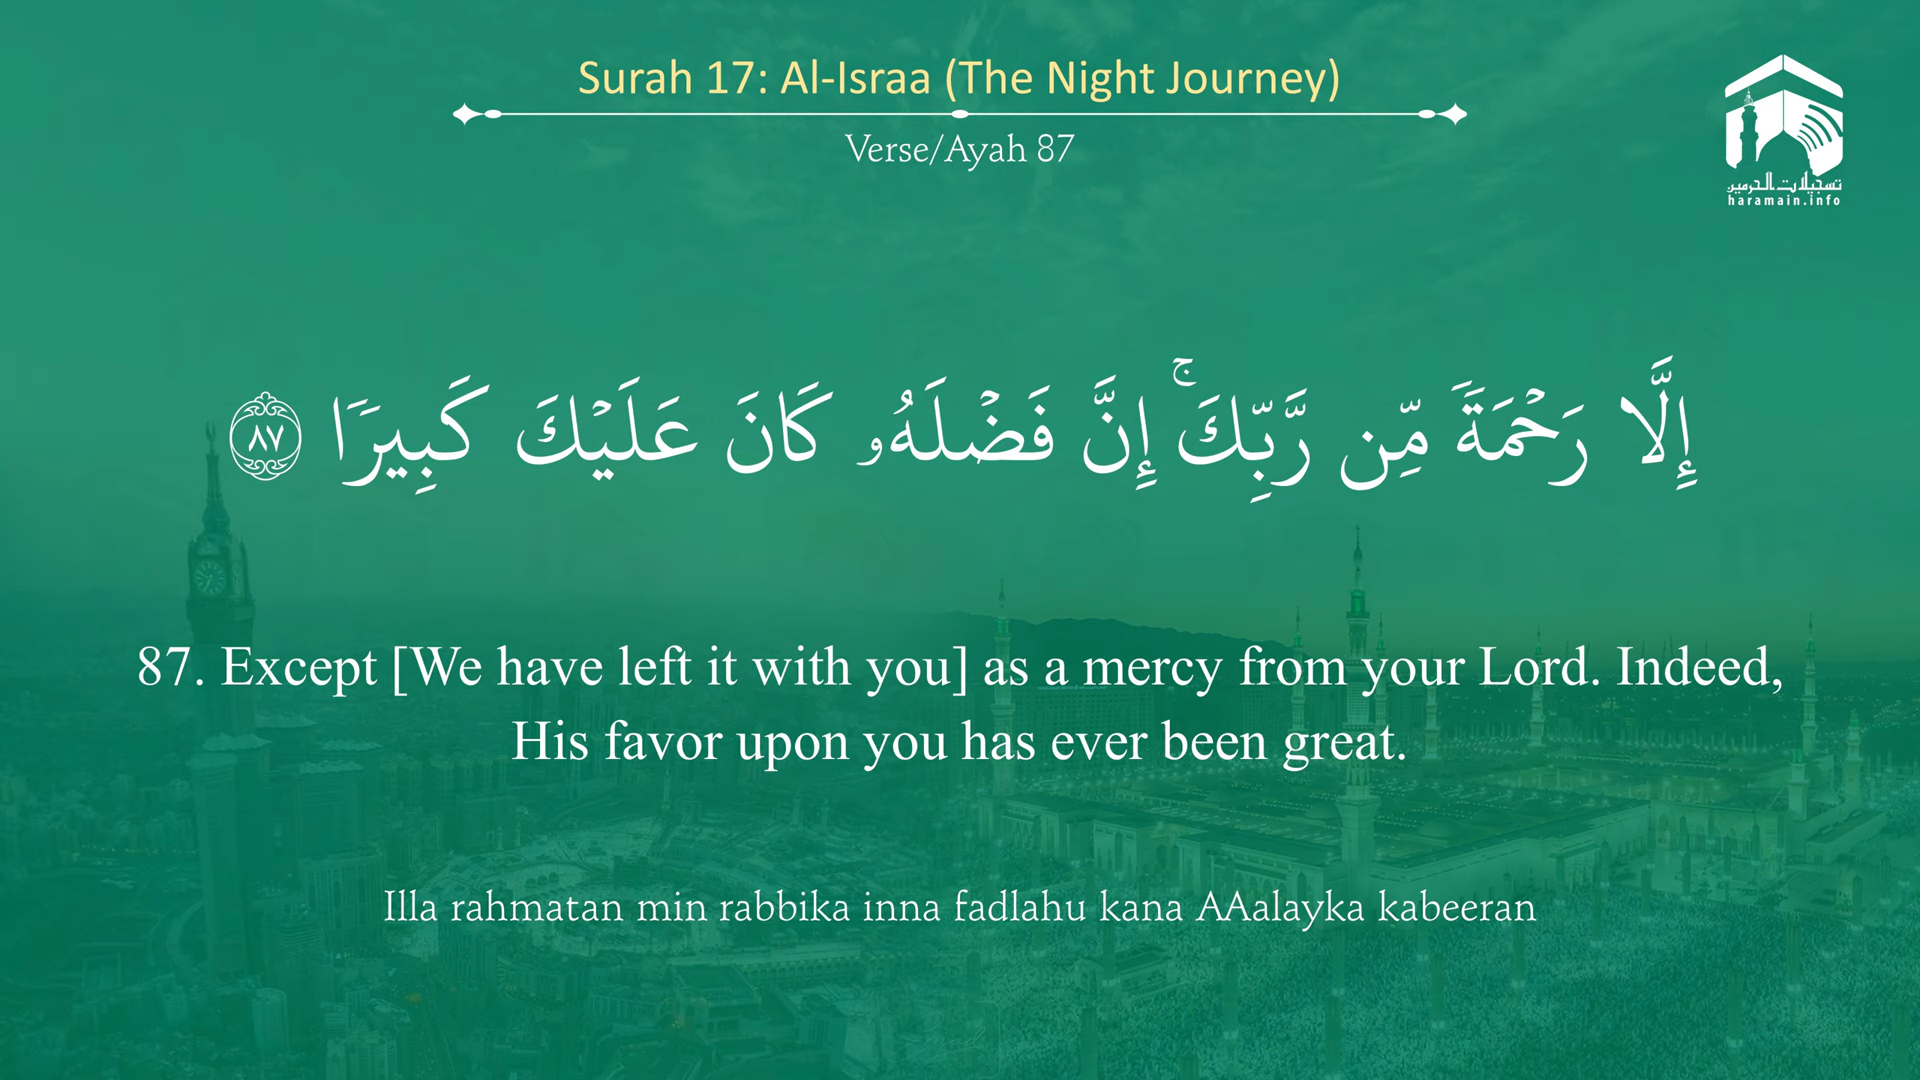 Surah 17: Al-Israa (The Night Journey)
Verse/Ayah 87
تسجيلات الحرمين
haramain.info
إِلَّا رَحْمَةً مِّن رَّبِّكَ ۚ إِنَّ فَضْلَهُۥ كَانَ عَلَيْكَ كَبِيرًا ٨٧
87. Except [We have left it with you] as a mercy from your Lord. Indeed,
His favor upon you has ever been great.
Illa rahmatan min rabbika inna fadlahu kana AAalayka kabeeran